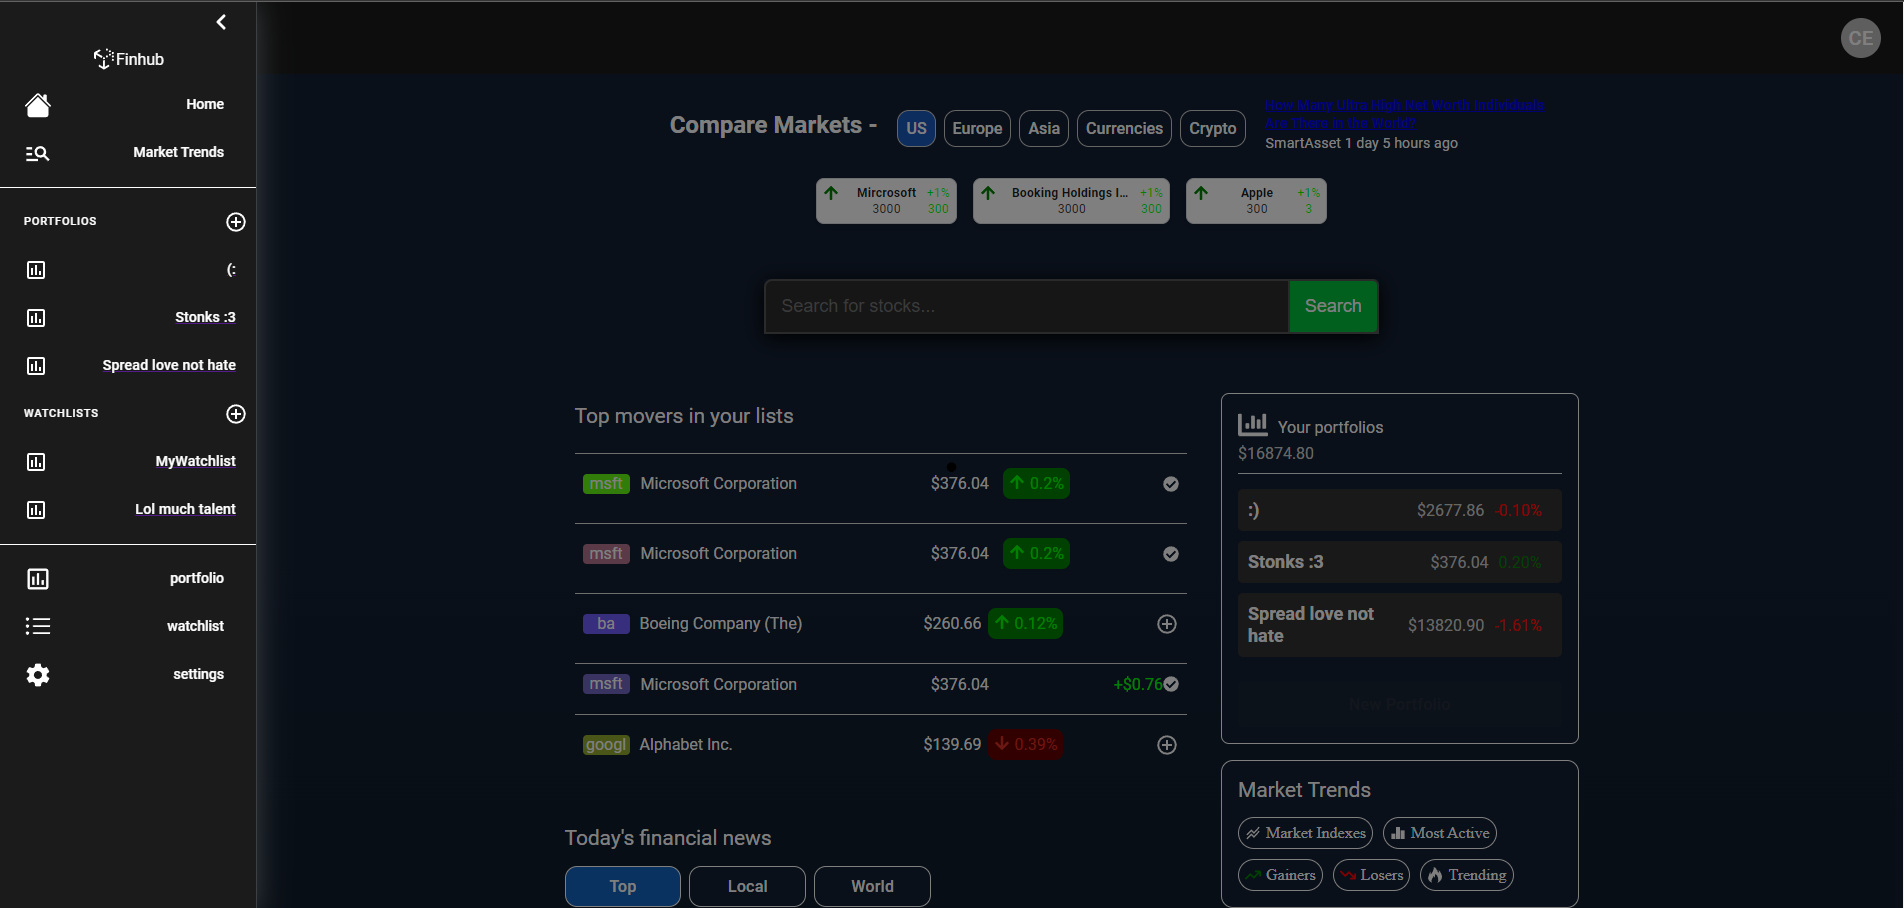 Finhub
Home
Market Trends
PORTFOLIOS
(:
Stonks :3
Spread love not hate
WATCHLISTS
MyWatchlist
Lol much talent
portfolio
watchlist
settings
CE
Compare Markets -
US
Europe
Asia
Currencies
Crypto
How Many Ultra High Net Worth Individuals
Are There in the World?
SmartAsset 1 day 5 hours ago
Mircrosoft +1%
3000 300
Booking Holdings I... +1%
3000 300
Apple +1%
300 3
Search for stocks...
Search
Top movers in your lists
msft Microsoft Corporation $376.04 0.2%
msft Microsoft Corporation $376.04 0.2%
ba Boeing Company (The) $260.66 0.12%
msft Microsoft Corporation $376.04 +$0.76
googl Alphabet Inc. $139.69 0.39%
Your portfolios
$16874.80
:) $2677.86 -0.10%
Stonks :3 $376.04 0.20%
Spread love not
hate $13820.90 -1.61%
New Portfolio
Market Trends
Market Indexes
Most Active
Gainers
Losers
Trending
Today's financial news
Top
Local
World